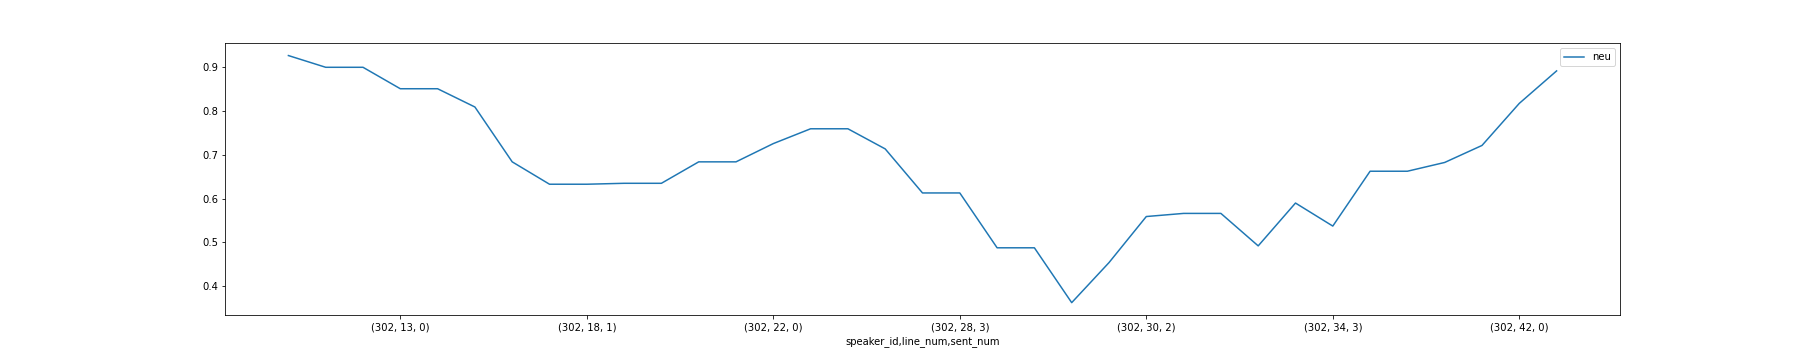 neu
0.9
0.8
0.7
0.6
0.5
0.4
(302, 13, 0) (302, 18, 1) (302, 22, 0) (302, 28, 3) (302, 30, 2) (302, 34, 3) (302, 42, 0)
speaker_id,line_num,sent_num